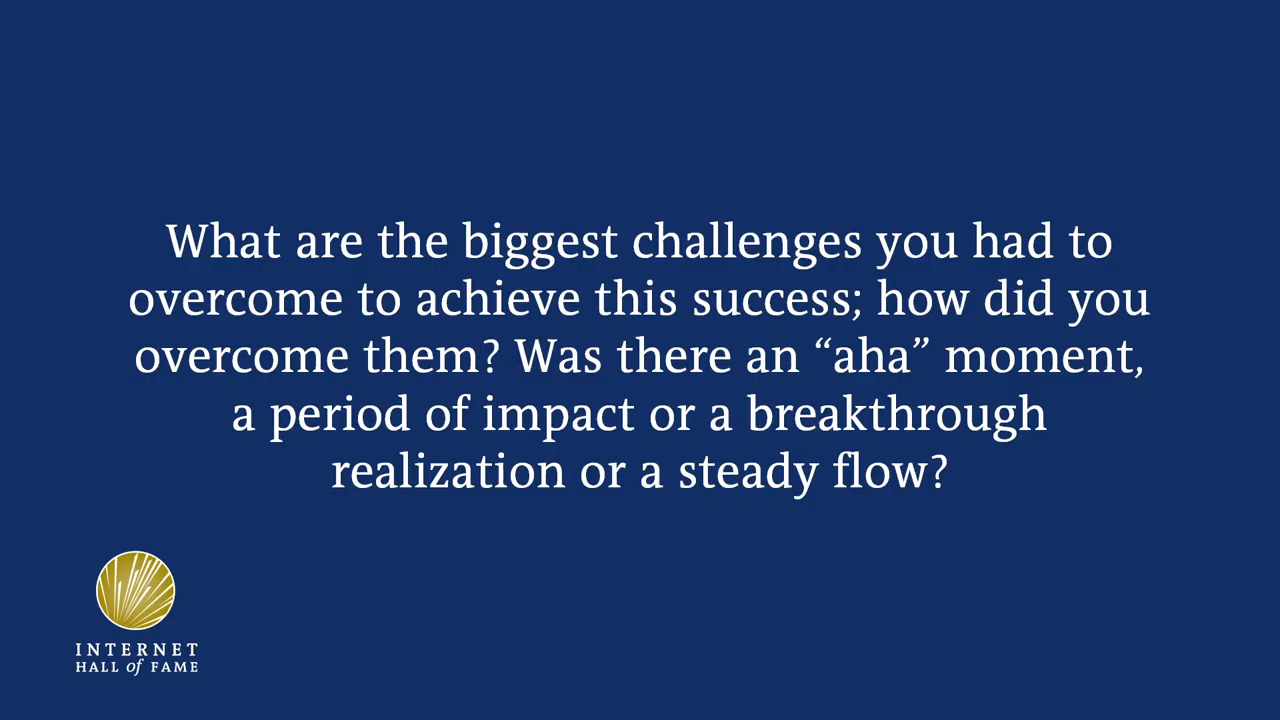 What are the biggest challenges you had to
overcome to achieve this success; how did you
overcome them? Was there an “aha” moment,
a period of impact or a breakthrough
realization or a steady flow?
INTERNET
HALL of FAME